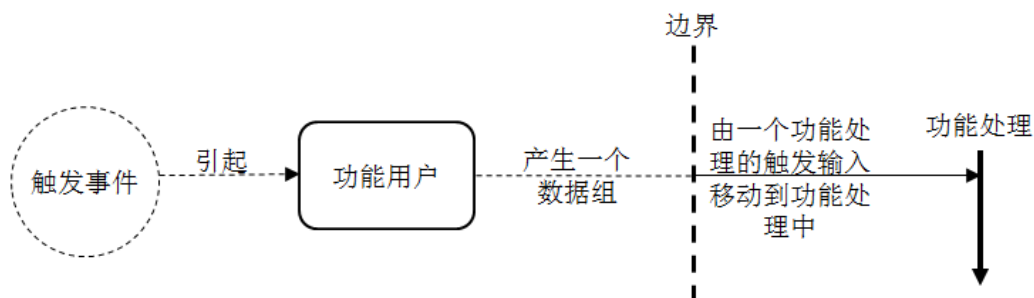 边界
触发事件
引起
功能用户
产生一个
数据组
由一个功能处
理的触发输入
移动到功能处
理中
功能处理